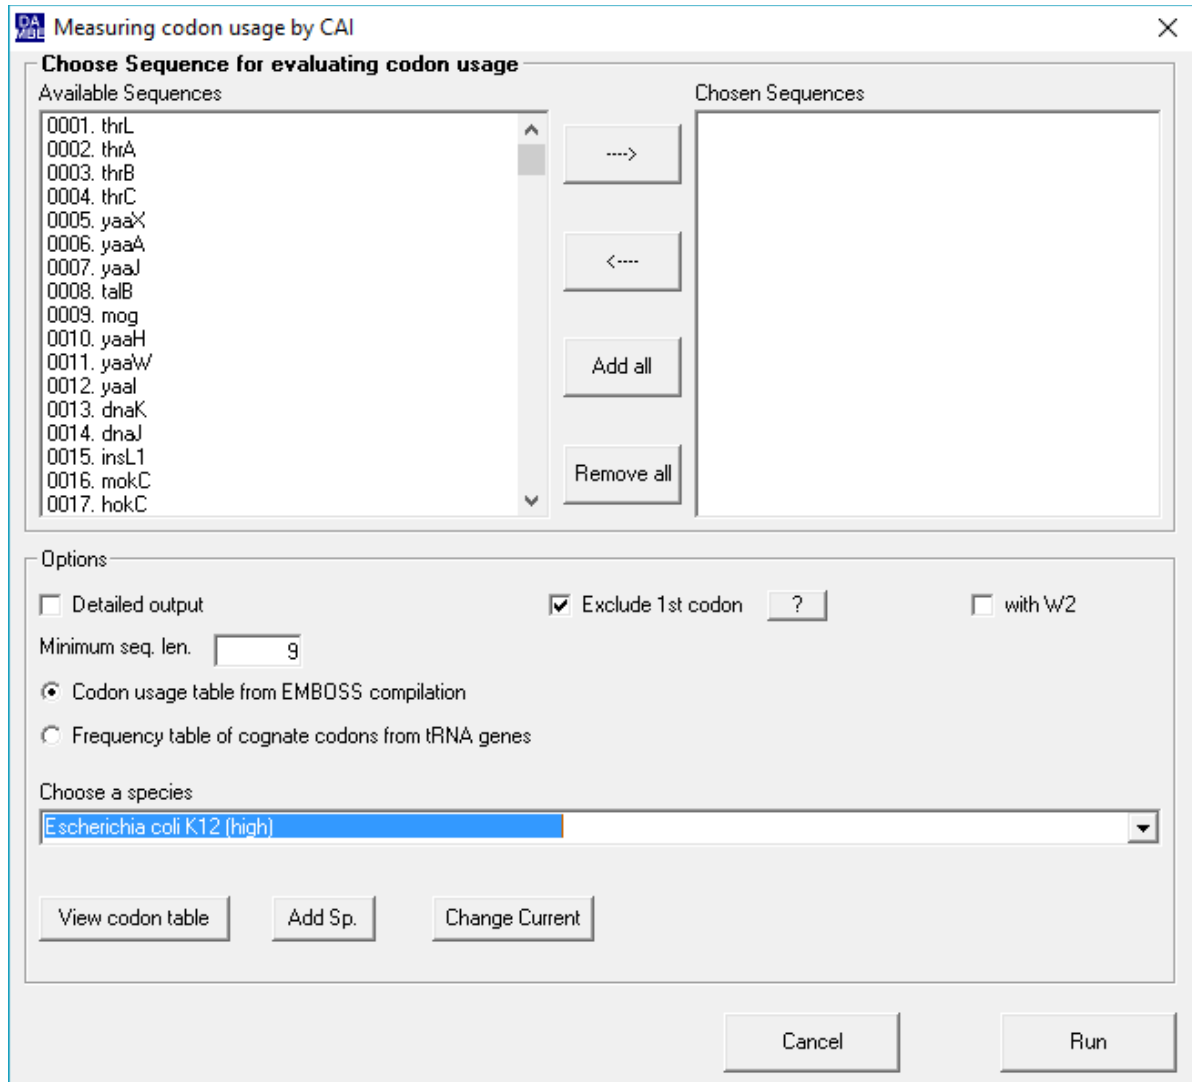 DA
MBE
Measuring codon usage by CAI
Choose Sequence for evaluating codon usage
Available Sequences
Chosen Sequences
0001. thrL
0002. thrA
0003. thrB
0004. thrC
0005. yaaX
0006. yaaA
0007. yaaJ
0008. talB
0009. mog
0010. yaaH
0011. yaaW
0012. yaaI
0013. dnaK
0014. dnaJ
0015. insL1
0016. mokC
0017. hokC
---->
<----
Add all
Remove all
Options
Detailed output
Exclude 1st codon
?
with W2
Minimum seq. len.
9
Codon usage table from EMBOSS compilation
Frequency table of cognate codons from tRNA genes
Choose a species
Escherichia coli K12 (high)
View codon table
Add Sp.
Change Current
Cancel
Run